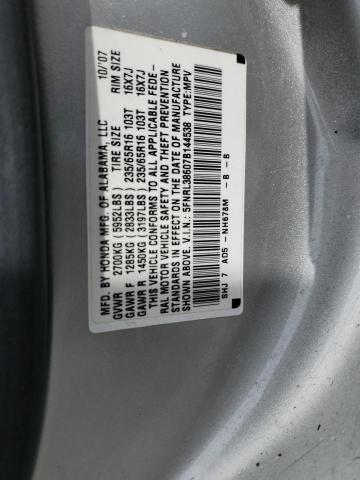 MFD. BY HONDA MFG. OF ALABAMA, LLC 10/'07
GVWR 2700KG (5952LBS) TIRE SIZE RIM SIZE
GAWR F 1285KG (2833LBS) 235/65R16 103T 16X7J
GAWR R 1450KG (3197LBS) 235/65R16 103T 16X7J
THIS VEHICLE CONFORMS TO ALL APPLICABLE FEDE-
RAL MOTOR VEHICLE SAFETY AND THEFT PREVENTION
STANDARDS IN EFFECT ON THE DATE OF MANUFACTURE
SHOWN ABOVE. V.I.N.: 5FNRL38607B144538 TYPE:MPV
SHJ 7 A05 - NH678M - B - B